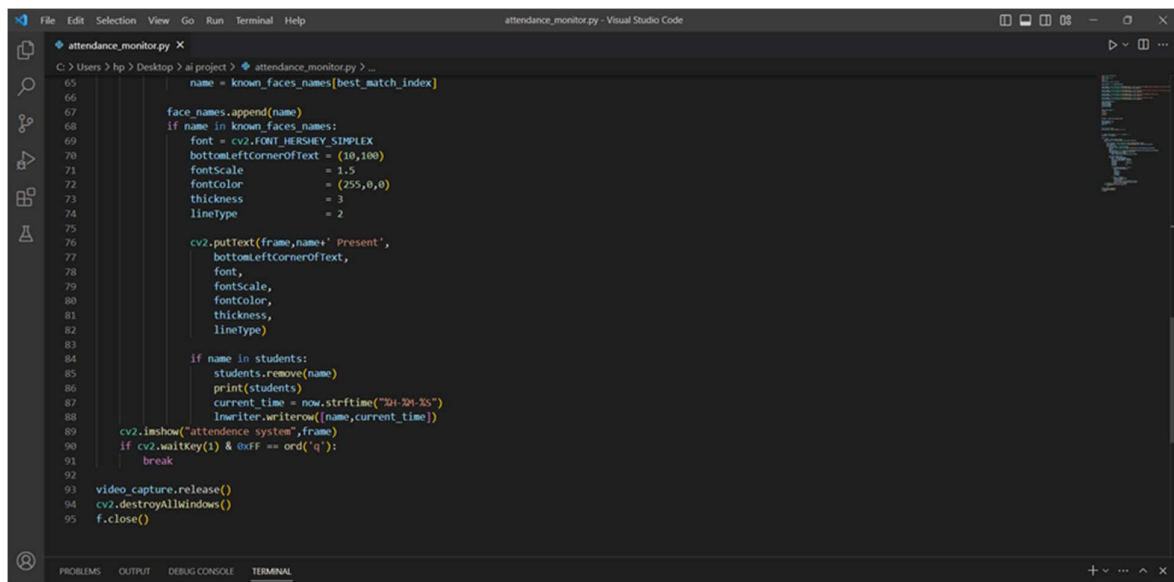 File Edit Selection View Go Run Terminal Help attendance_monitor.py - Visual Studio Code
attendance_monitor.py
C: > Users > hp > Desktop > ai project > attendance_monitor.py > ...
65 name = known_faces_names[best_match_index]
66
67 face_names.append(name)
68 if name in known_faces_names:
69 font = cv2.FONT_HERSHEY_SIMPLEX
70 bottomLeftCornerOfText = (10,100)
71 fontScale = 1.5
72 fontColor = (255,0,0)
73 thickness = 3
74 lineType = 2
75
76 cv2.putText(frame,name+' Present',
77 bottomLeftCornerOfText,
78 font,
79 fontScale,
80 fontColor,
81 thickness,
82 lineType)
83
84 if name in students:
85 students.remove(name)
86 print(students)
87 current_time = now.strftime("%H-%M-%S")
88 lnwriter.writerow([name,current_time])
89 cv2.imshow("attendence system",frame)
90 if cv2.waitKey(1) & 0xFF == ord('q'):
91 break
92
93 video_capture.release()
94 cv2.destroyAllWindows()
95 f.close()
PROBLEMS OUTPUT DEBUG CONSOLE TERMINAL